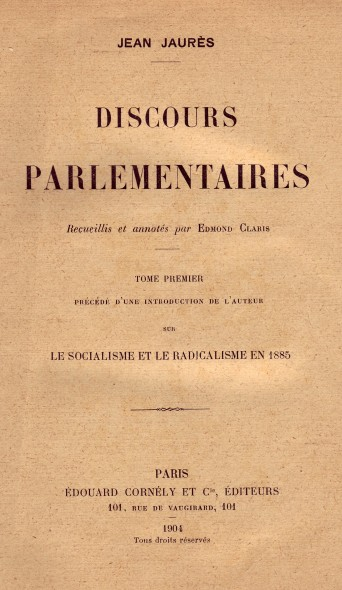 JEAN JAURÈS
DISCOURS
PARLEMENTAIRES
Recueillis et annotés par EDMOND CLARIS
TOME PREMIER
PRÉCÉDÉ D'UNE INTRODUCTION DE L'AUTEUR
SUR
LE SOCIALISME ET LE RADICALISME EN 1885
PARIS
ÉDOUARD CORNÉLY ET Cie, ÉDITEURS
101, RUE DE VAUGIRARD, 101
1904
Tous droits réservés